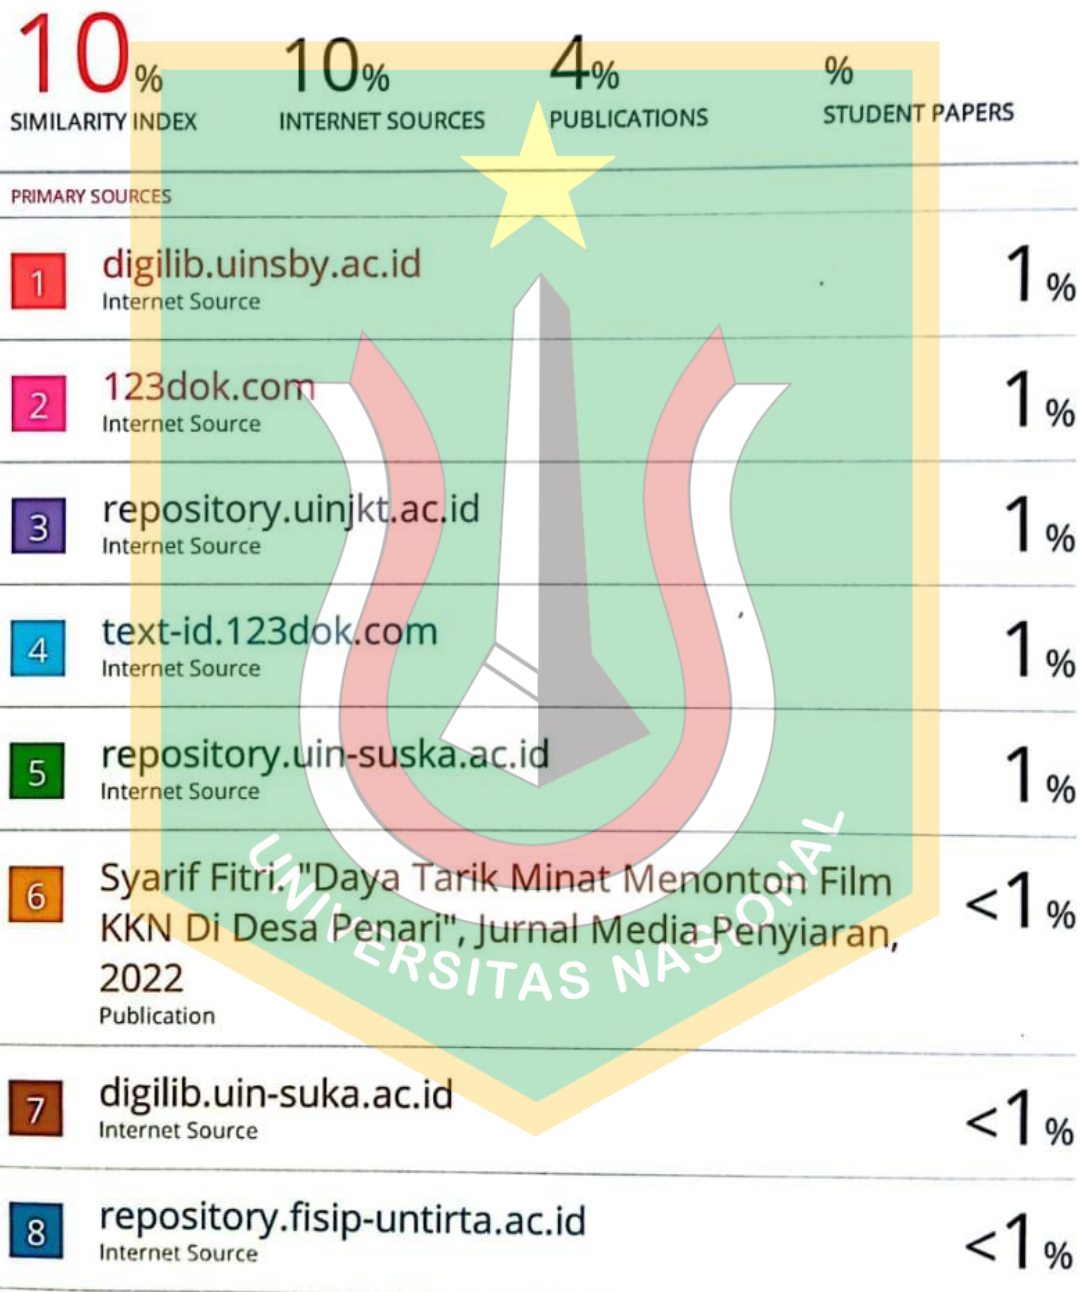 10% 10% 4% %
SIMILARITY INDEX INTERNET SOURCES PUBLICATIONS STUDENT PAPERS
PRIMARY SOURCES
1 digilib.uinsby.ac.id 1%
Internet Source
2 123dok.com 1%
Internet Source
3 repository.uinjkt.ac.id 1%
Internet Source
4 text-id.123dok.com 1%
Internet Source
5 repository.uin-suska.ac.id 1%
Internet Source
6 Syarif Fitri. "Daya Tarik Minat Menonton Film <1%
KKN Di Desa Penari", Jurnal Media Penyiaran,
2022
Publication
UNIVERSITAS NASIONAL
7 digilib.uin-suka.ac.id <1%
Internet Source
8 repository.fisip-untirta.ac.id <1%
Internet Source